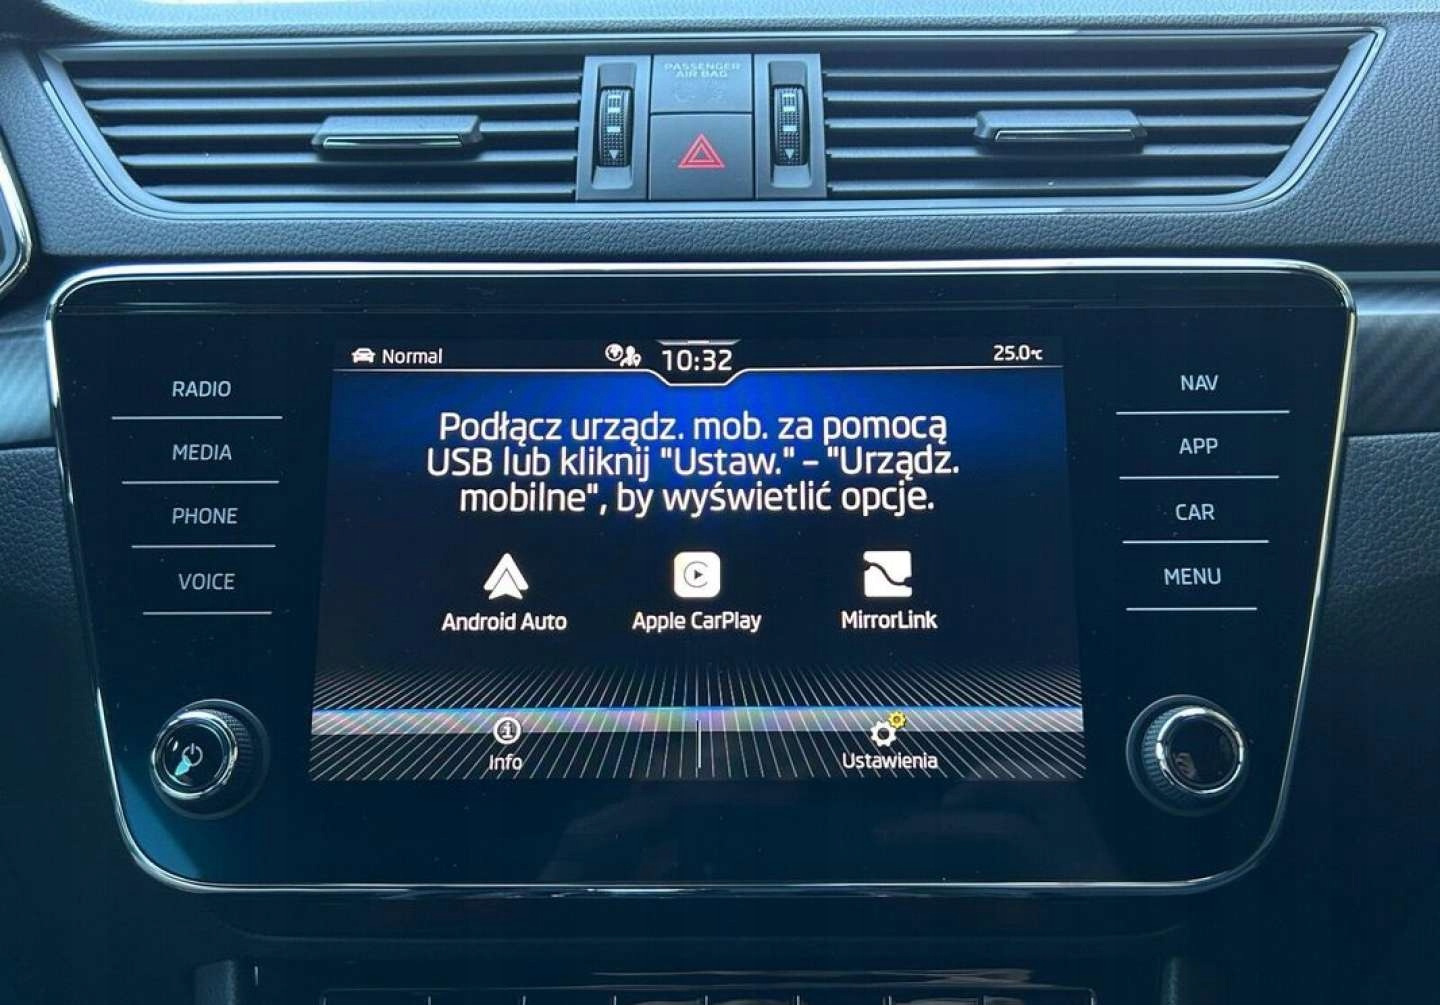 PASSENGER
AIR BAG
Normal
10:32
25.0°C
RADIO
MEDIA
PHONE
VOICE
Podłącz urządz. mob. za pomocą
USB lub kliknij "Ustaw." – "Urządz.
mobilne", by wyświetlić opcje.
Android Auto
Apple CarPlay
MirrorLink
Info
Ustawienia
NAV
APP
CAR
MENU